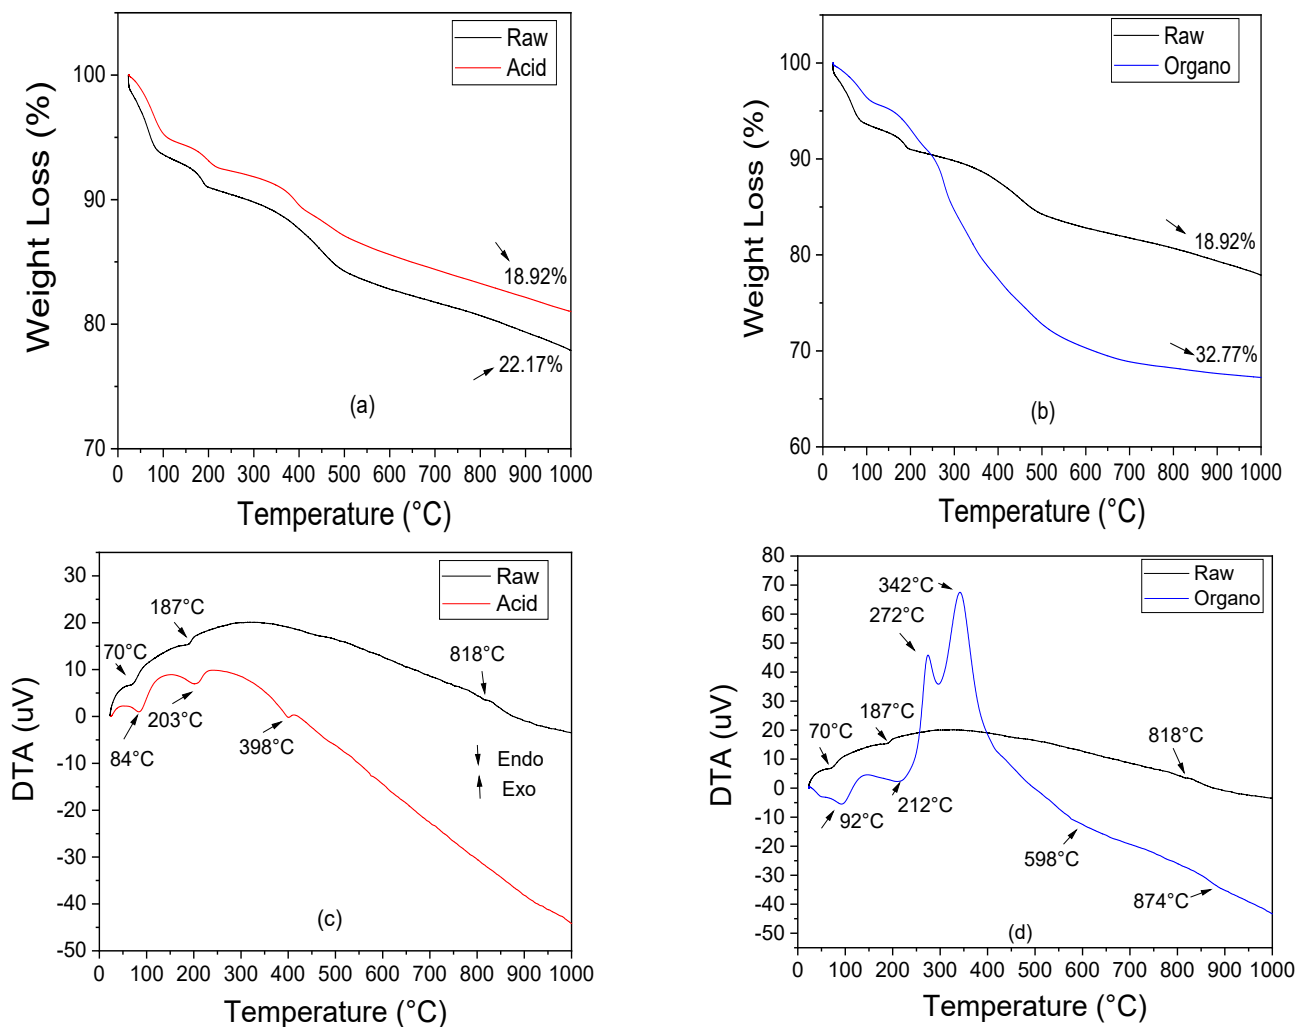 Raw
Acid
100
90
80
70
Weight Loss (%)
18.92%
22.17%
(a)
0 100 200 300 400 500 600 700 800 900 1000
Temperature (°C)
Raw
Organo
100
90
80
70
60
Weight Loss (%)
18.92%
32.77%
(b)
0 100 200 300 400 500 600 700 800 900 1000
Temperature (°C)
Raw
Acid
30
20
10
0
-10
-20
-30
-40
-50
DTA (uV)
187°C
70°C
818°C
203°C
84°C
398°C
Endo
Exo
(c)
0 100 200 300 400 500 600 700 800 900 1000
Temperature (°C)
Raw
Organo
80
70
60
50
40
30
20
10
0
-10
-20
-30
-40
-50
DTA (uV)
342°C
272°C
187°C
70°C
818°C
212°C
92°C
598°C
874°C
(d)
0 100 200 300 400 500 600 700 800 900 1000
Temperature (°C)